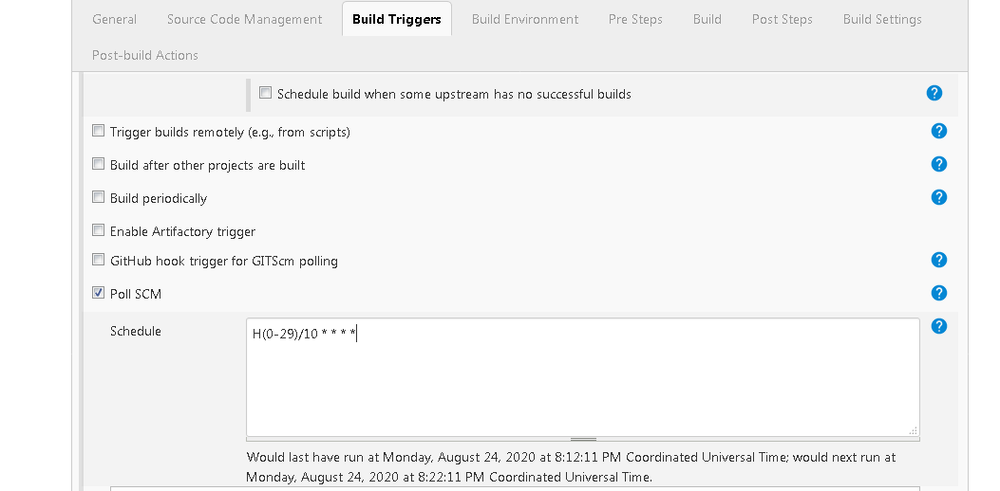 General Source Code Management Build Triggers Build Environment Pre Steps Build Post Steps Build Settings
Post-build Actions
Schedule build when some upstream has no successful builds
Trigger builds remotely (e.g., from scripts)
Build after other projects are built
Build periodically
Enable Artifactory trigger
GitHub hook trigger for GITScm polling
Poll SCM
Schedule
H(0-29)/10 * * * *
Would last have run at Monday, August 24, 2020 at 8:12:11 PM Coordinated Universal Time; would next run at
Monday, August 24, 2020 at 8:22:11 PM Coordinated Universal Time.